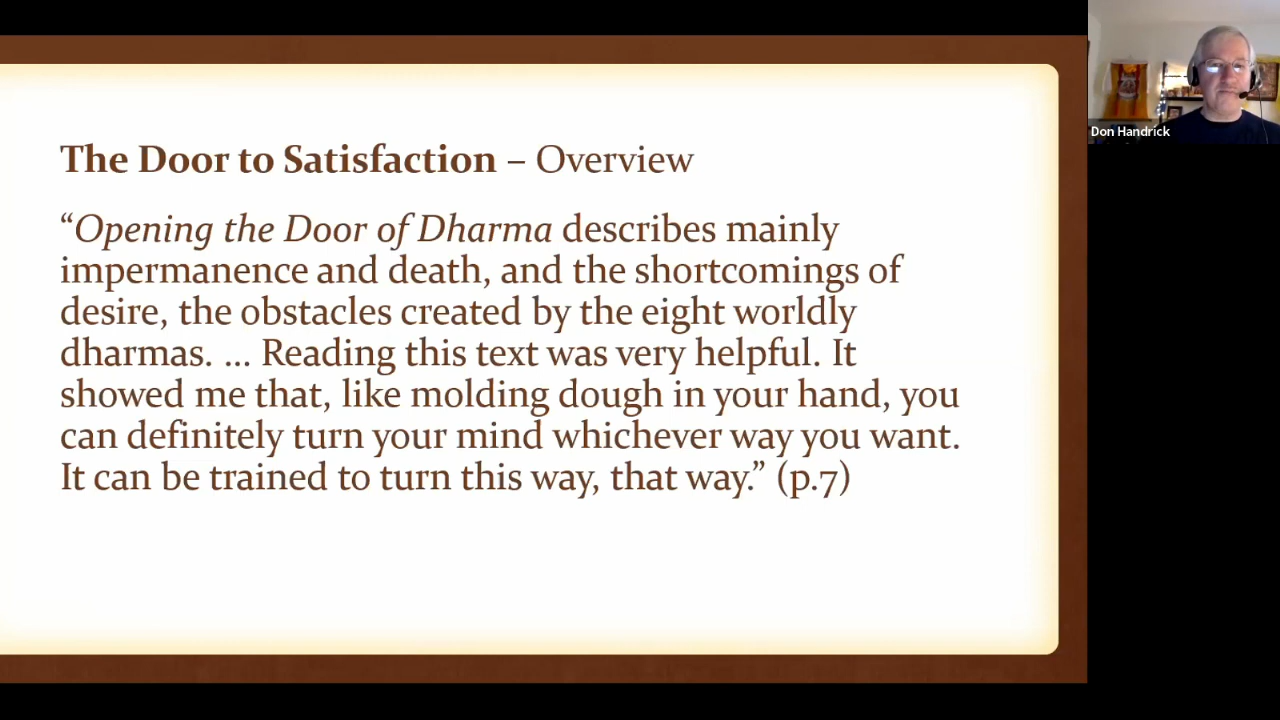 The Door to Satisfaction – Overview
“Opening the Door of Dharma describes mainly
impermanence and death, and the shortcomings of
desire, the obstacles created by the eight worldly
dharmas. ... Reading this text was very helpful. It
showed me that, like molding dough in your hand, you
can definitely turn your mind whichever way you want.
It can be trained to turn this way, that way.” (p.7)
Don Handrick